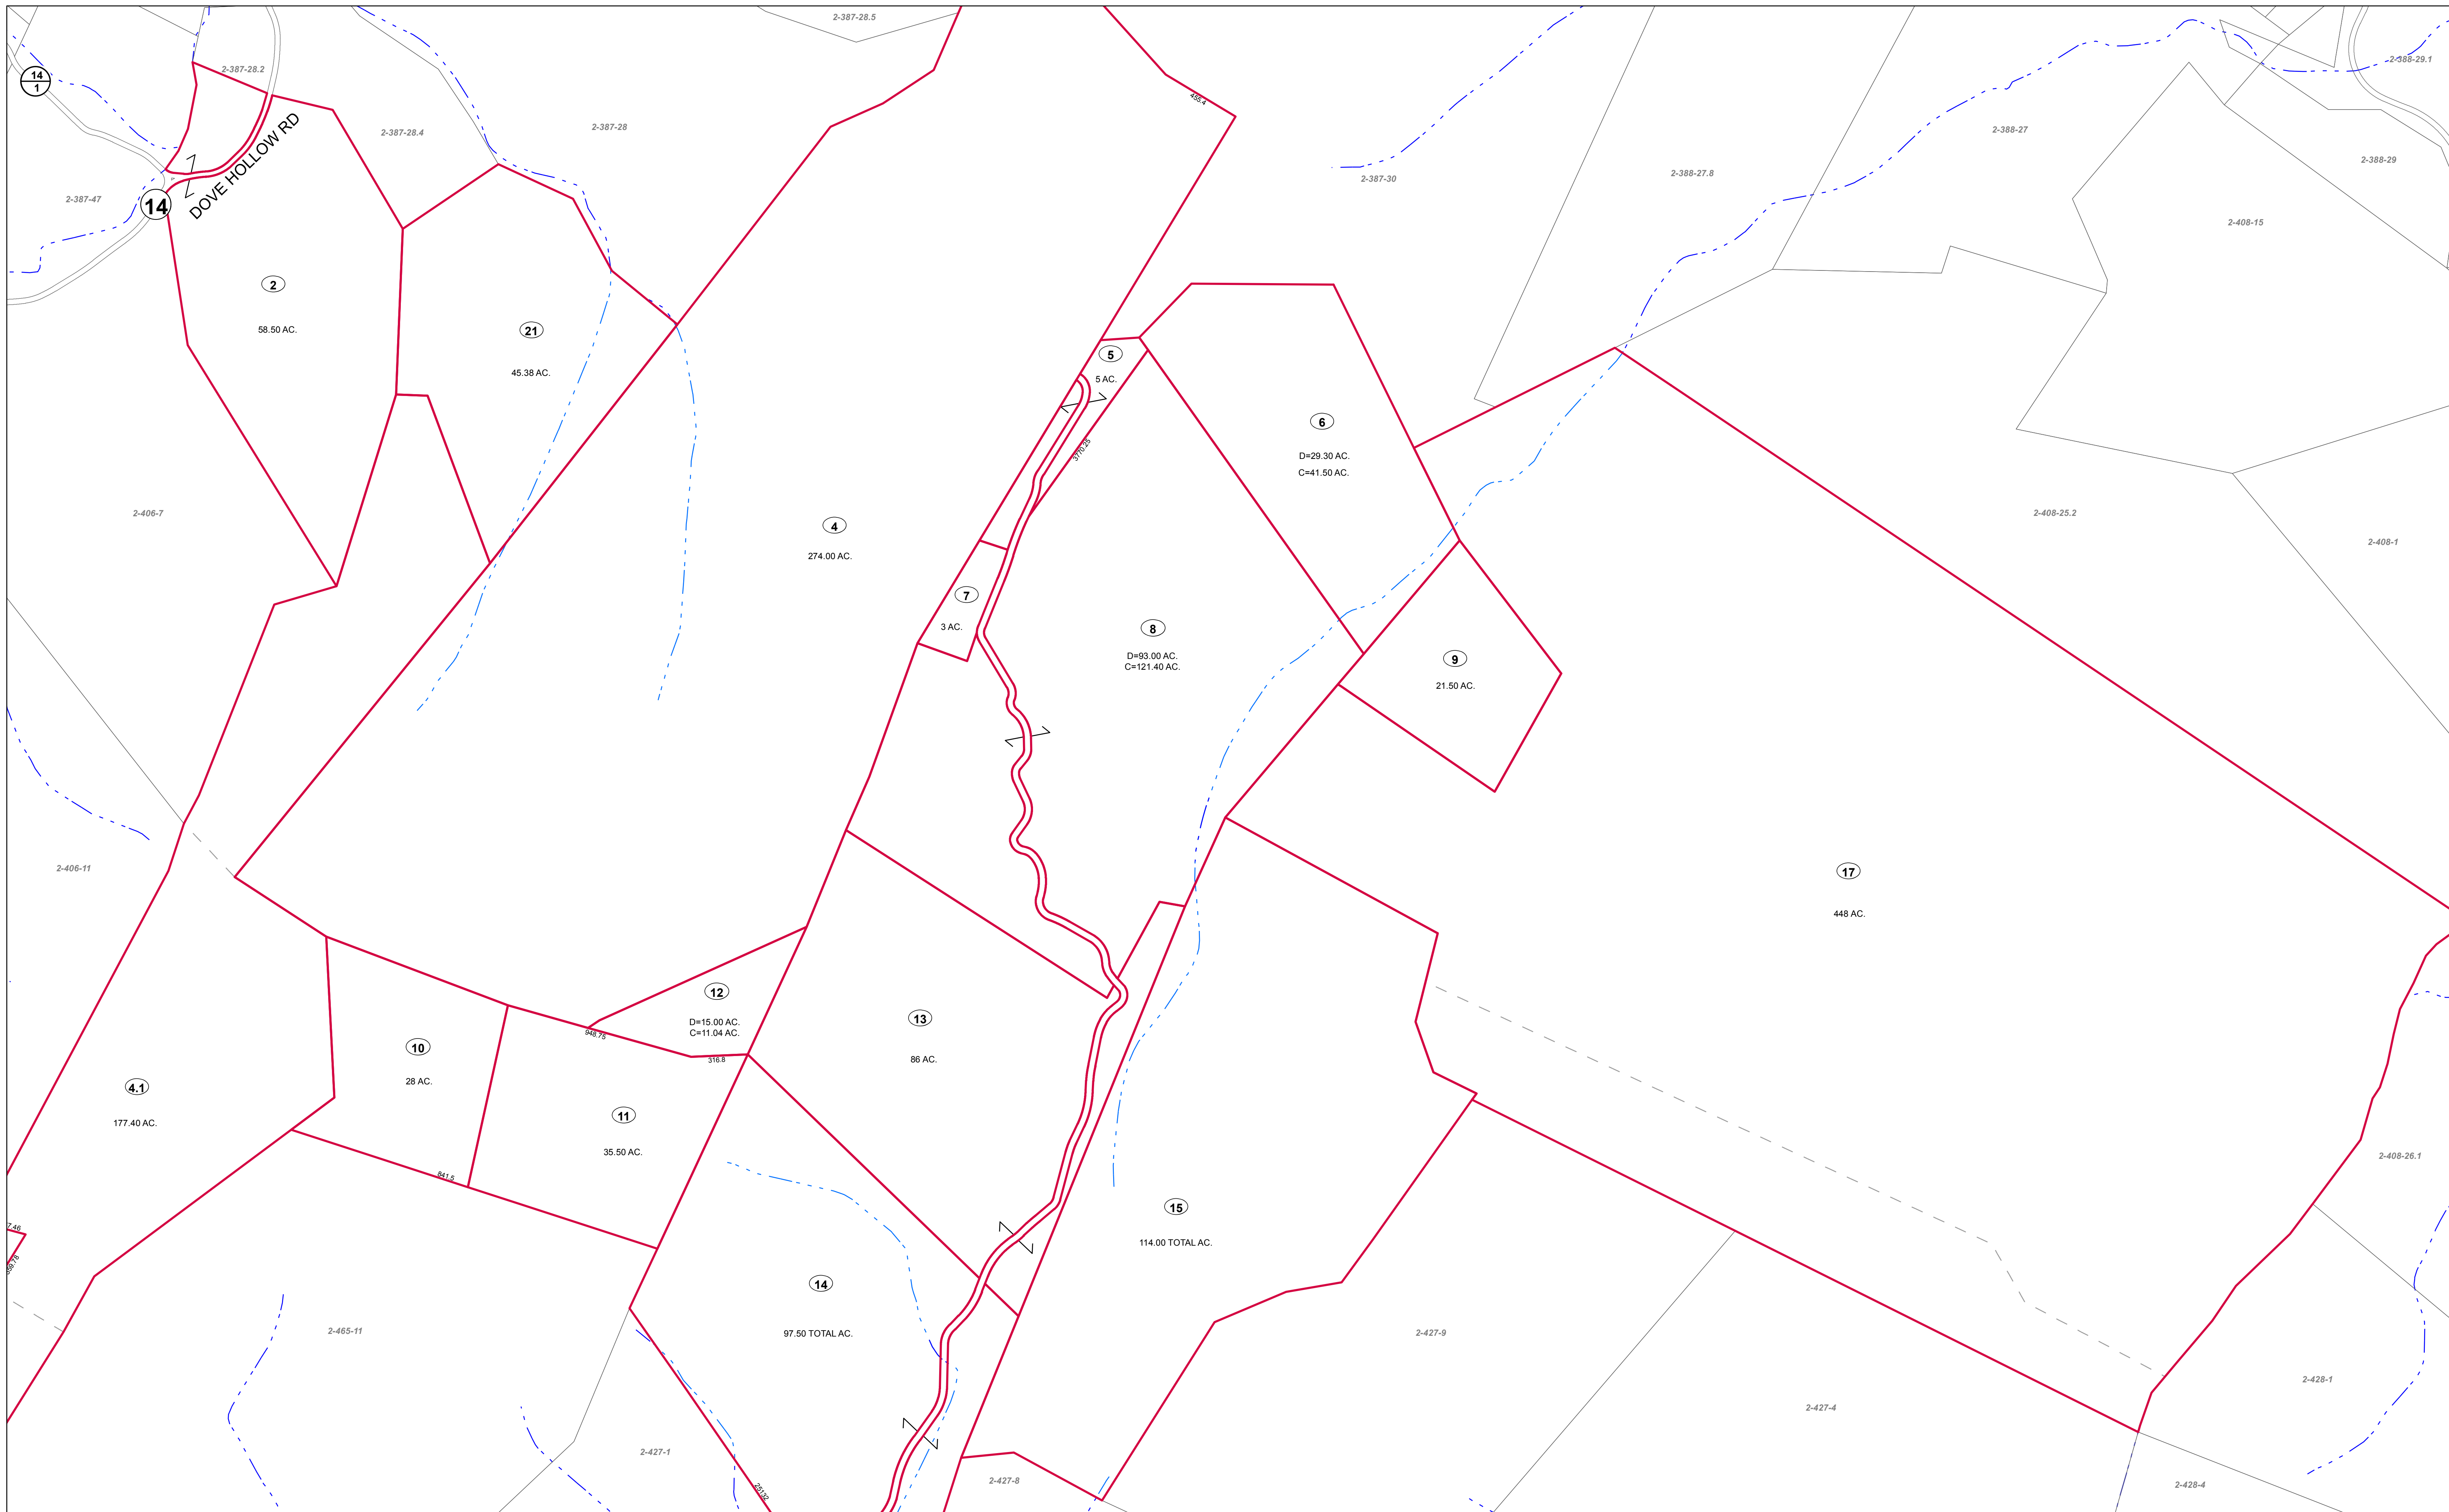 2-387-28.5
2-388-29.1
2-387-28.2
14
1
455.4
DOVE HOLLOW RD
2-387-28.4
2-387-28
2-388-27
2-388-29
2-387-30
2-388-27.8
2-387-47
14
2-408-15
2
58.50 AC.
21
45.38 AC.
5
5 AC.
6
3770.25
D=29.30 AC.
C=41.50 AC.
2-406-7
2-408-25.2
4
274.00 AC.
2-408-1
7
3 AC.
8
D=93.00 AC.
C=121.40 AC.
9
21.50 AC.
2-406-11
17
448 AC.
12
D=15.00 AC.
C=11.04 AC.
13
86 AC.
948.75
316.8
10
28 AC.
4.1
177.40 AC.
11
35.50 AC.
841.5
2-408-26.1
15
114.00 TOTAL AC.
7.46
14
97.50 TOTAL AC.
2-465-11
2-427-9
2-428-1
2-427-4
2-427-1
2-427-8
2-428-4